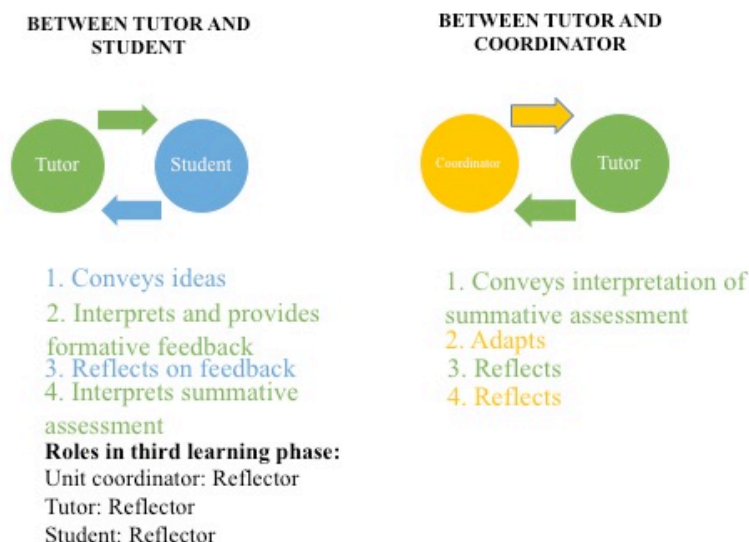 BETWEEN TUTOR AND
STUDENT
Tutor
Student
1. Conveys ideas
2. Interprets and provides
formative feedback
3. Reflects on feedback
4. Interprets summative
assessment
Roles in third learning phase:
Unit coordinator: Reflector
Tutor: Reflector
Student: Reflector
BETWEEN TUTOR AND
COORDINATOR
Coordinator
Tutor
1. Conveys interpretation of
summative assessment
2. Adapts
3. Reflects
4. Reflects